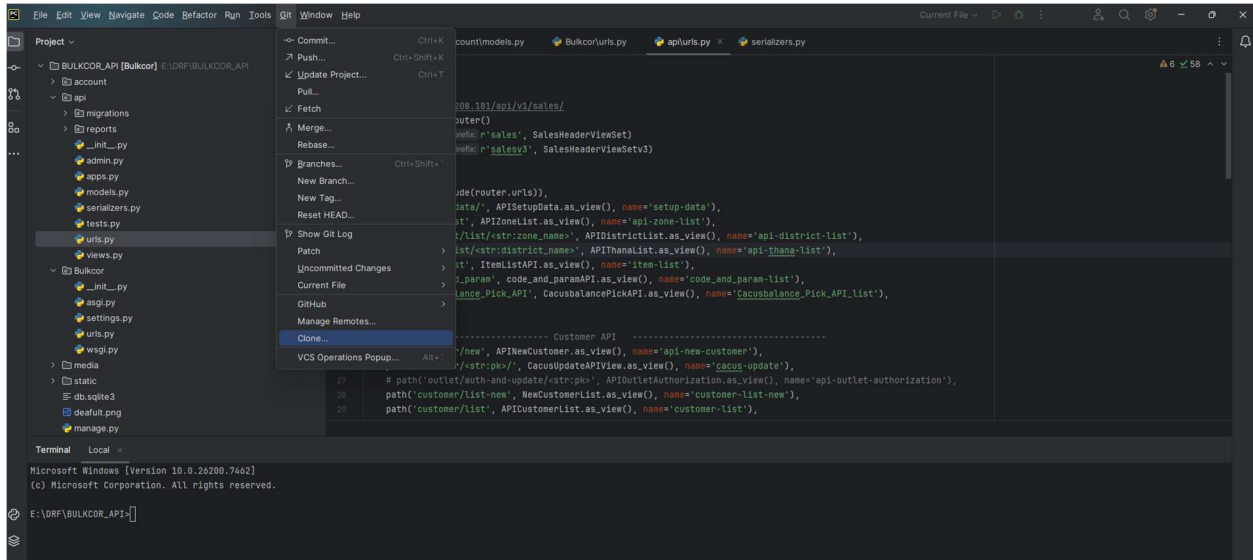 PC File Edit View Navigate Code Refactor Run Tools Git Window Help Current File
Project
BULKCOR_API [Bulkcor] E:\DRF\BULKCOR_API
account
api
migrations
reports
__init__.py
admin.py
apps.py
models.py
serializers.py
tests.py
urls.py
views.py
Bulkcor
__init__.py
asgi.py
settings.py
urls.py
wsgi.py
media
static
db.sqlite3
deafult.png
manage.py
Commit... Ctrl+K
Push... Ctrl+Shift+K
Update Project... Ctrl+T
Pull...
Fetch
Merge...
Rebase...
Branches... Ctrl+Shift+`
New Branch...
New Tag...
Reset HEAD...
Show Git Log
Patch
Uncommitted Changes
Current File
GitHub
Manage Remotes...
Clone...
VCS Operations Popup... Alt+`
count\models.py Bulkcor\urls.py api\urls.py serializers.py
6 58
208.181/api/v1/sales/
outer()
prefix: r'sales', SalesHeaderViewSet)
prefix: r'salesv3', SalesHeaderViewSetv3)
ude(router.urls)),
data/', APISetupData.as_view(), name='setup-data'),
st', APIZoneList.as_view(), name='api-zone-list'),
t/list/<str:zone_name>', APIDistrictList.as_view(), name='api-district-list'),
ist/<str:district_name>', APIThanaList.as_view(), name='api-thana-list'),
st', ItemListAPI.as_view(), name='item-list'),
d_param', code_and_paramAPI.as_view(), name='code_and_param-list'),
lance_Pick_API', CacusbalancePickAPI.as_view(), name='Cacusbalance_Pick_API_list'),
------------------- Customer API -----------------------------------
r/new', APINewCustomer.as_view(), name='api-new-customer'),
r/<str:pk>/', CacusUpdateAPIView.as_view(), name='cacus-update'),
27 # path('outlet/auth-and-update/<str:pk>', APIOutletAuthorization.as_view(), name='api-outlet-authorization'),
28 path('customer/list-new', NewCustomerList.as_view(), name='customer-list-new'),
29 path('customer/list', APICustomerList.as_view(), name='customer-list'),
Terminal Local
Microsoft Windows [Version 10.0.26200.7462]
(c) Microsoft Corporation. All rights reserved.
E:\DRF\BULKCOR_API>